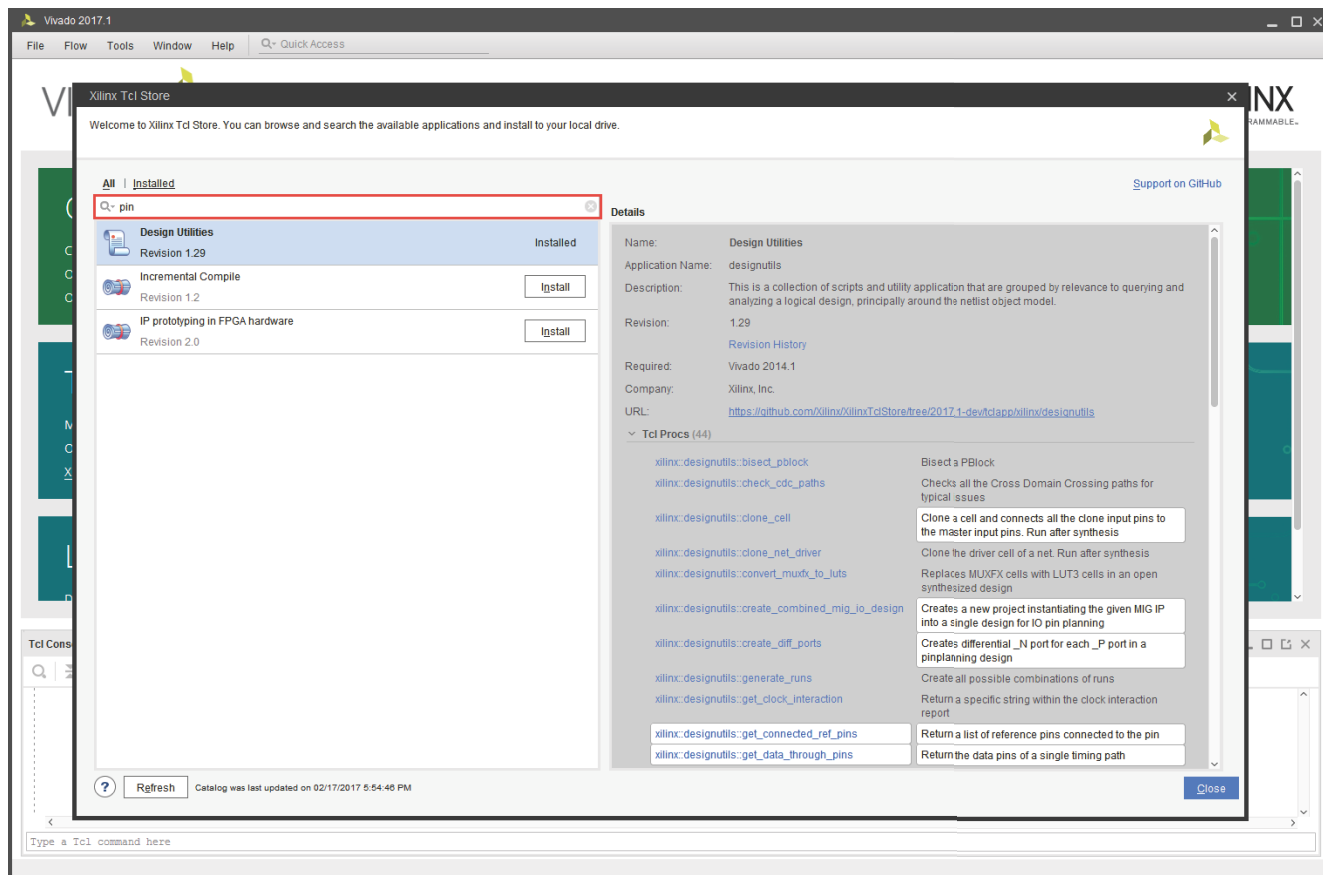 Vivado 2017.1
File Flow Tools Window Help Quick Access
VI
INX
RAMMABLE.
Xilinx Tcl Store
Welcome to Xilinx Tcl Store. You can browse and search the available applications and install to your local drive.
All | Installed
Support on GitHub
pin
Details
Design Utilities
Revision 1.29
Installed
Incremental Compile
Revision 1.2
Install
IP prototyping in FPGA hardware
Revision 2.0
Install
Name: Design Utilities
Application Name: designutils
Description: This is a collection of scripts and utility application that are grouped by relevance to querying and
analyzing a logical design, principally around the netlist object model.
Revision: 1.29
Revision History
Required: Vivado 2014.1
Company: Xilinx, Inc.
URL: https://github.com/Xilinx/XilinxTclStore/tree/2017.1-dev/tclapp/xilinx/designutils
Tcl Procs (44)
xilinx::designutils::bisect_pblock Bisect a PBlock
xilinx::designutils::check_cdc_paths Checks all the Cross Domain Crossing paths for
typical issues
xilinx::designutils::clone_cell Clone a cell and connects all the clone input pins to
the master input pins. Run after synthesis
xilinx::designutils::clone_net_driver Clone the driver cell of a net. Run after synthesis
xilinx::designutils::convert_muxfx_to_luts Replaces MUXFX cells with LUT3 cells in an open
synthesized design
xilinx::designutils::create_combined_mig_io_design Creates a new project instantiating the given MIG IP
into a single design for IO pin planning
xilinx::designutils::create_diff_ports Creates differential _N port for each _P port in a
pinplanning design
xilinx::designutils::generate_runs Create all possible combinations of runs
xilinx::designutils::get_clock_interaction Return a specific string within the clock interaction
report
xilinx::designutils::get_connected_ref_pins Return a list of reference pins connected to the pin
xilinx::designutils::get_data_through_pins Return the data pins of a single timing path
? Refresh Catalog was last updated on 02/17/2017 5:54:46 PM
Close
Tcl Cons
Type a Tcl command here